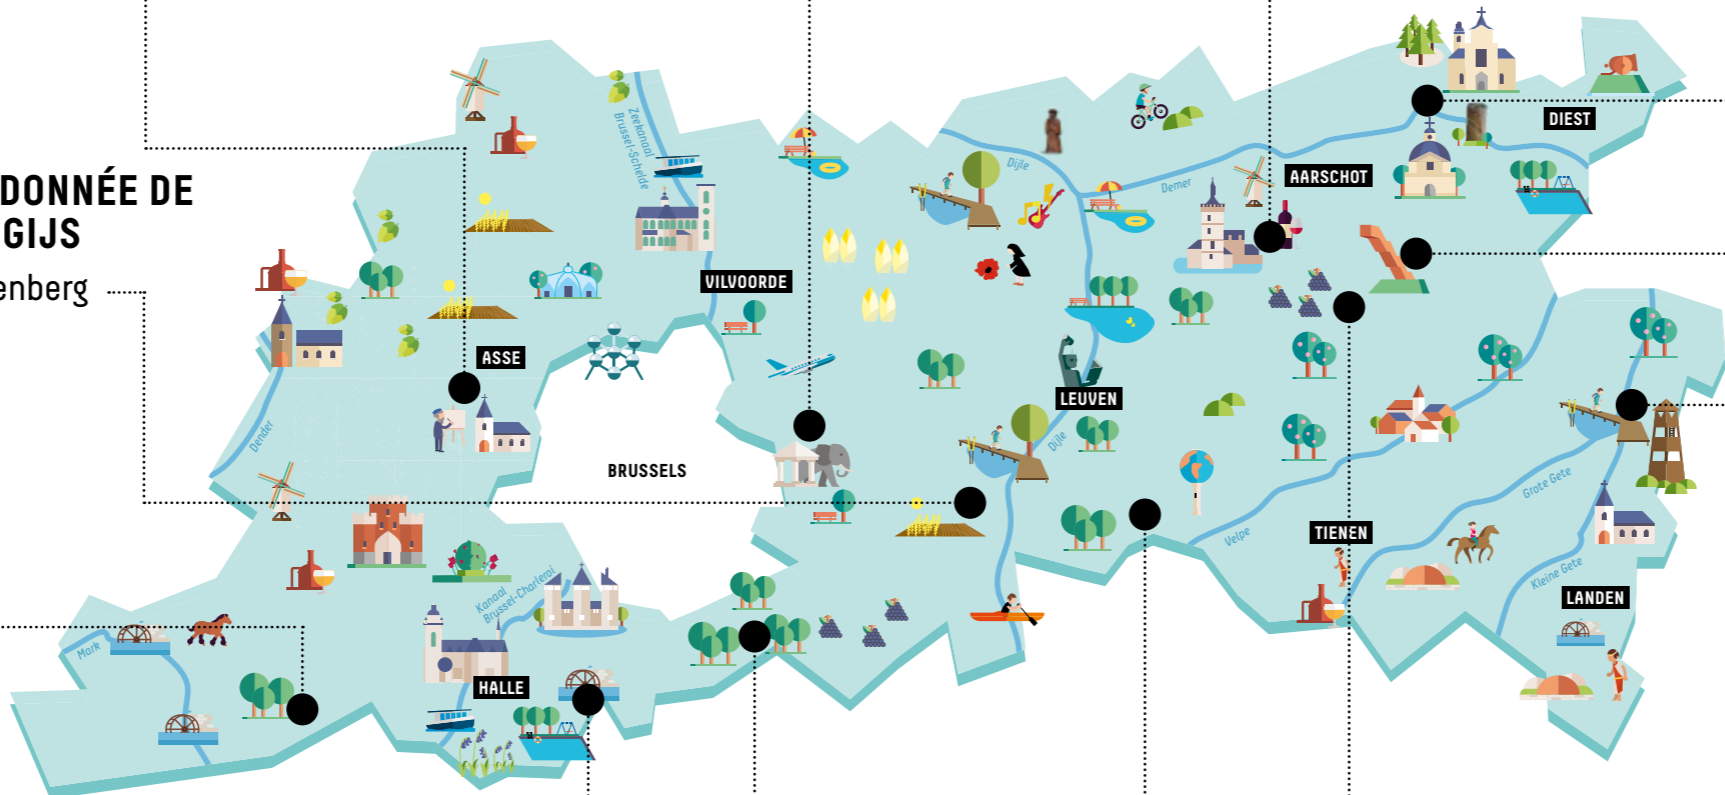 DONNÉE DE
GIJS
enberg
Zeekanaal
Brussel-Schelde
Dijle
Demer
DIEST
AARSCHOT
VILVOORDE
ASSE
LEUVEN
Dender
Dijle
BRUSSELS
Grote Gete
Velpe
TIENEN
Kleine Gete
LANDEN
Kanaal
Brussel-Charleroi
Mark
HALLE